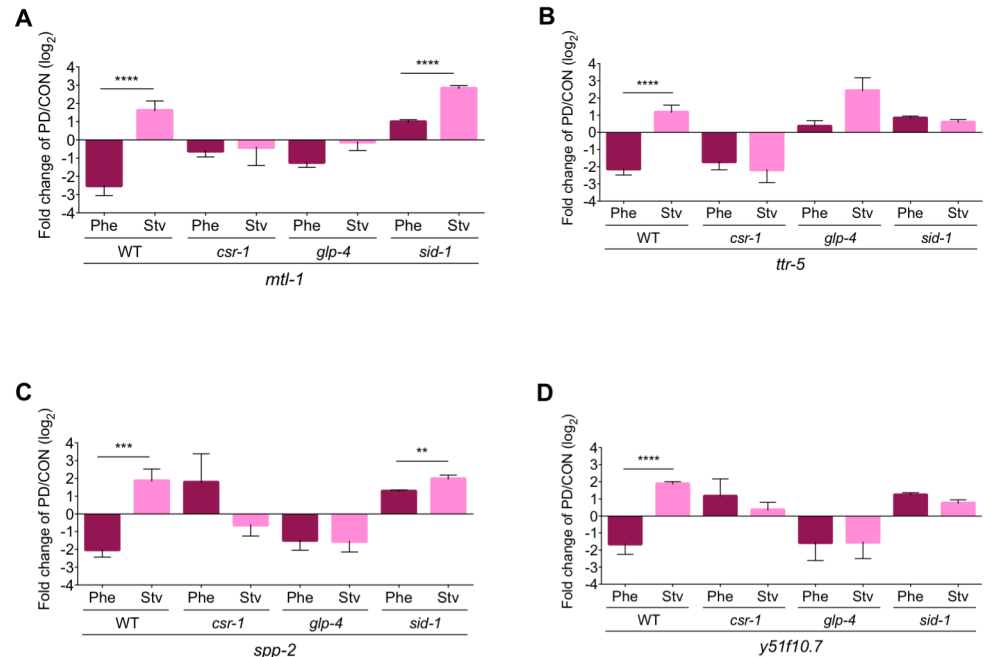 A
Fold change of PD/CON (log2)
4
3
2
1
0
-1
-2
-3
-4
****
****
Phe Stv Phe Stv Phe Stv Phe Stv
WT csr-1 glp-4 sid-1
mtl-1
B
Fold change of PD/CON (log2)
4
3
2
1
0
-1
-2
-3
-4
****
Phe Stv Phe Stv Phe Stv Phe Stv
WT csr-1 glp-4 sid-1
ttr-5
C
Fold change of PD/CON (log2)
4
3
2
1
0
-1
-2
-3
-4
***
**
Phe Stv Phe Stv Phe Stv Phe Stv
WT csr-1 glp-4 sid-1
spp-2
D
Fold change of PD/CON (log2)
4
3
2
1
0
-1
-2
-3
-4
****
Phe Stv Phe Stv Phe Stv Phe Stv
WT csr-1 glp-4 sid-1
y51f10.7